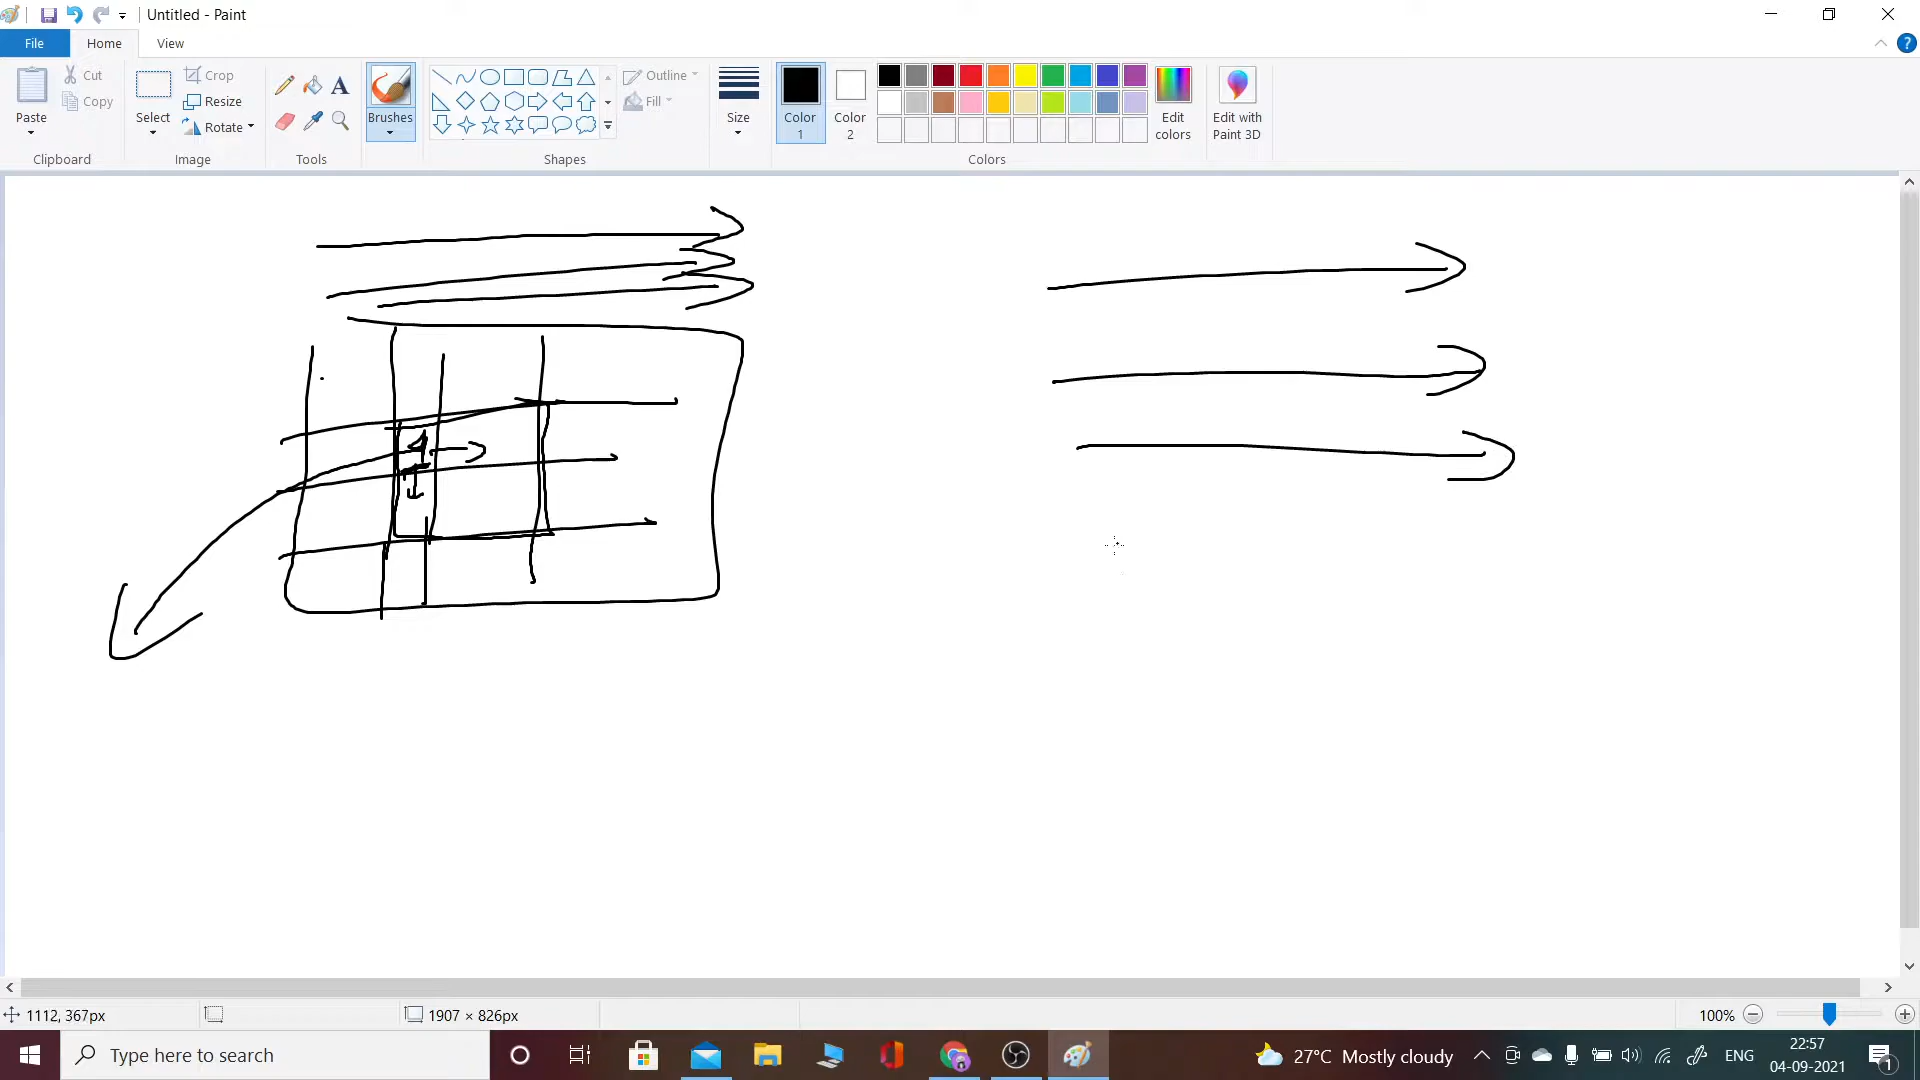 Untitled - Paint
File Home View
Cut
Copy
Paste
Clipboard
Crop
Resize
Rotate
Select
Image
Tools
Brushes
Outline
Fill
Shapes
Size
Color 1
Color 2
Edit colors
Colors
Edit with Paint 3D
1112, 367px
1907 × 826px
100%
Type here to search
27°C Mostly cloudy
ENG
22:57
04-09-2021
1